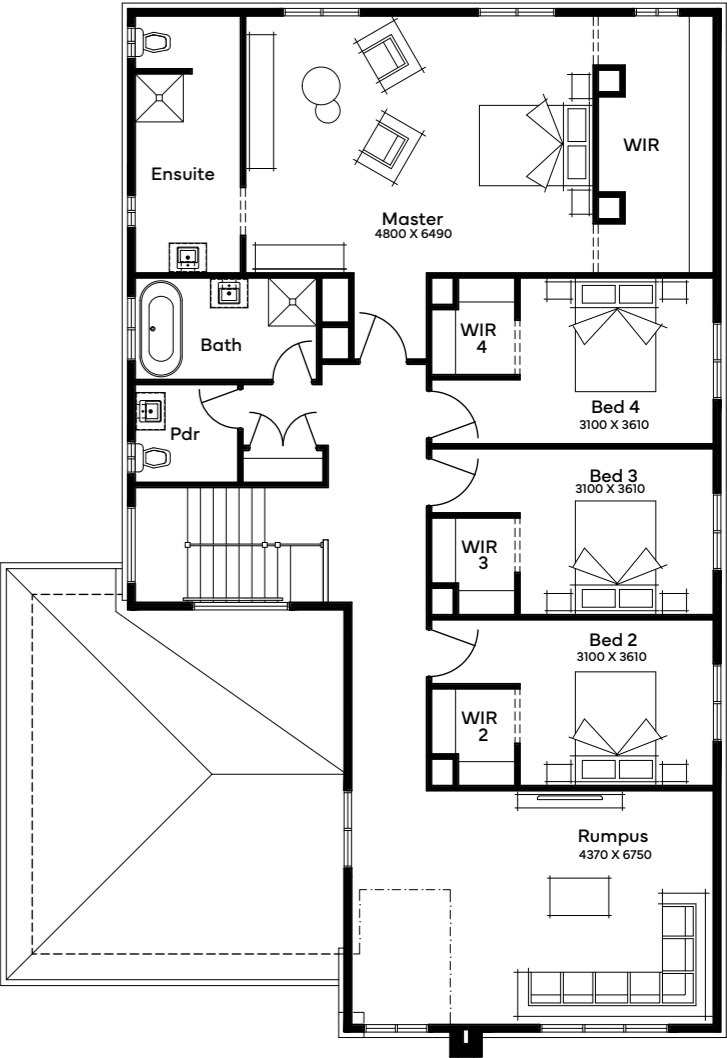 WIR
Ensuite
Master
4800 X 6490
WIR
4
Bath
Bed 4
3100 X 3610
Pdr
Bed 3
3100 X 3610
WIR
3
Bed 2
3100 X 3610
WIR
2
Rumpus
4370 X 6750